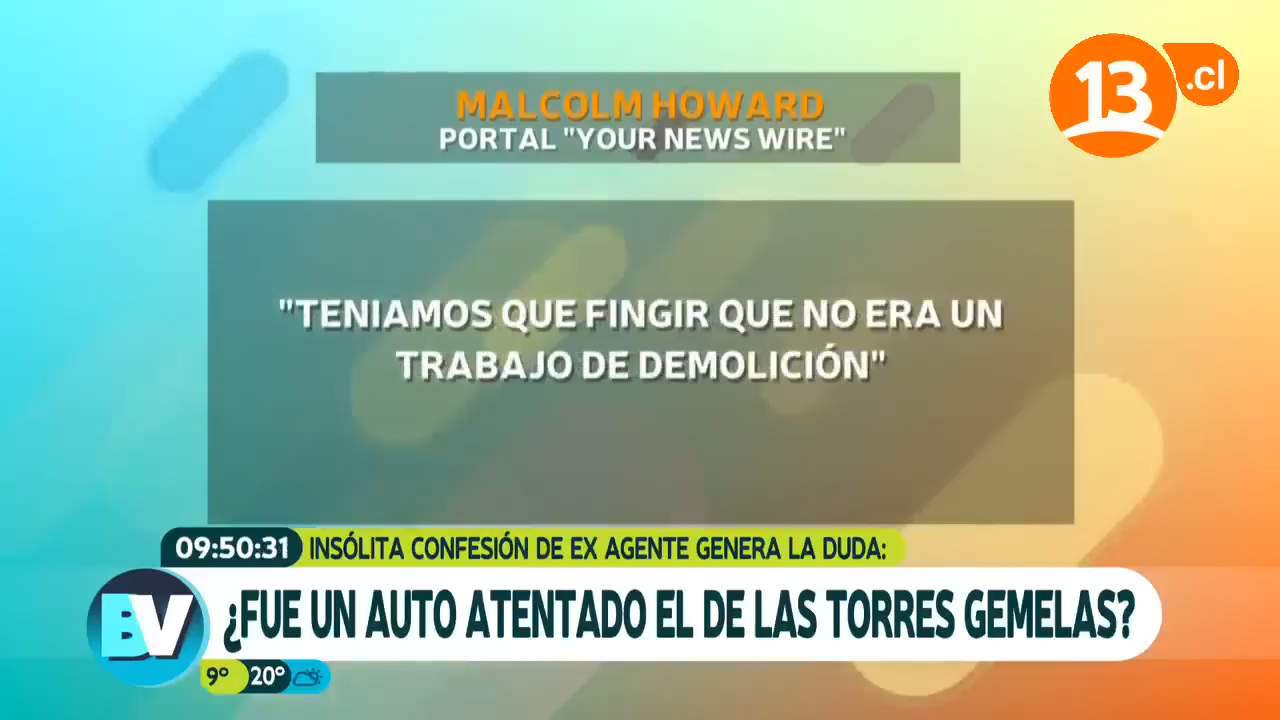 MALCOLM HOWARD
PORTAL "YOUR NEWS WIRE"
13.cl
"TENIAMOS QUE FINGIR QUE NO ERA UN
TRABAJO DE DEMOLICIÓN"
09:50:31 INSÓLITA CONFESIÓN DE EX AGENTE GENERA LA DUDA:
BV ¿FUE UN AUTO ATENTADO EL DE LAS TORRES GEMELAS?
9° 20°